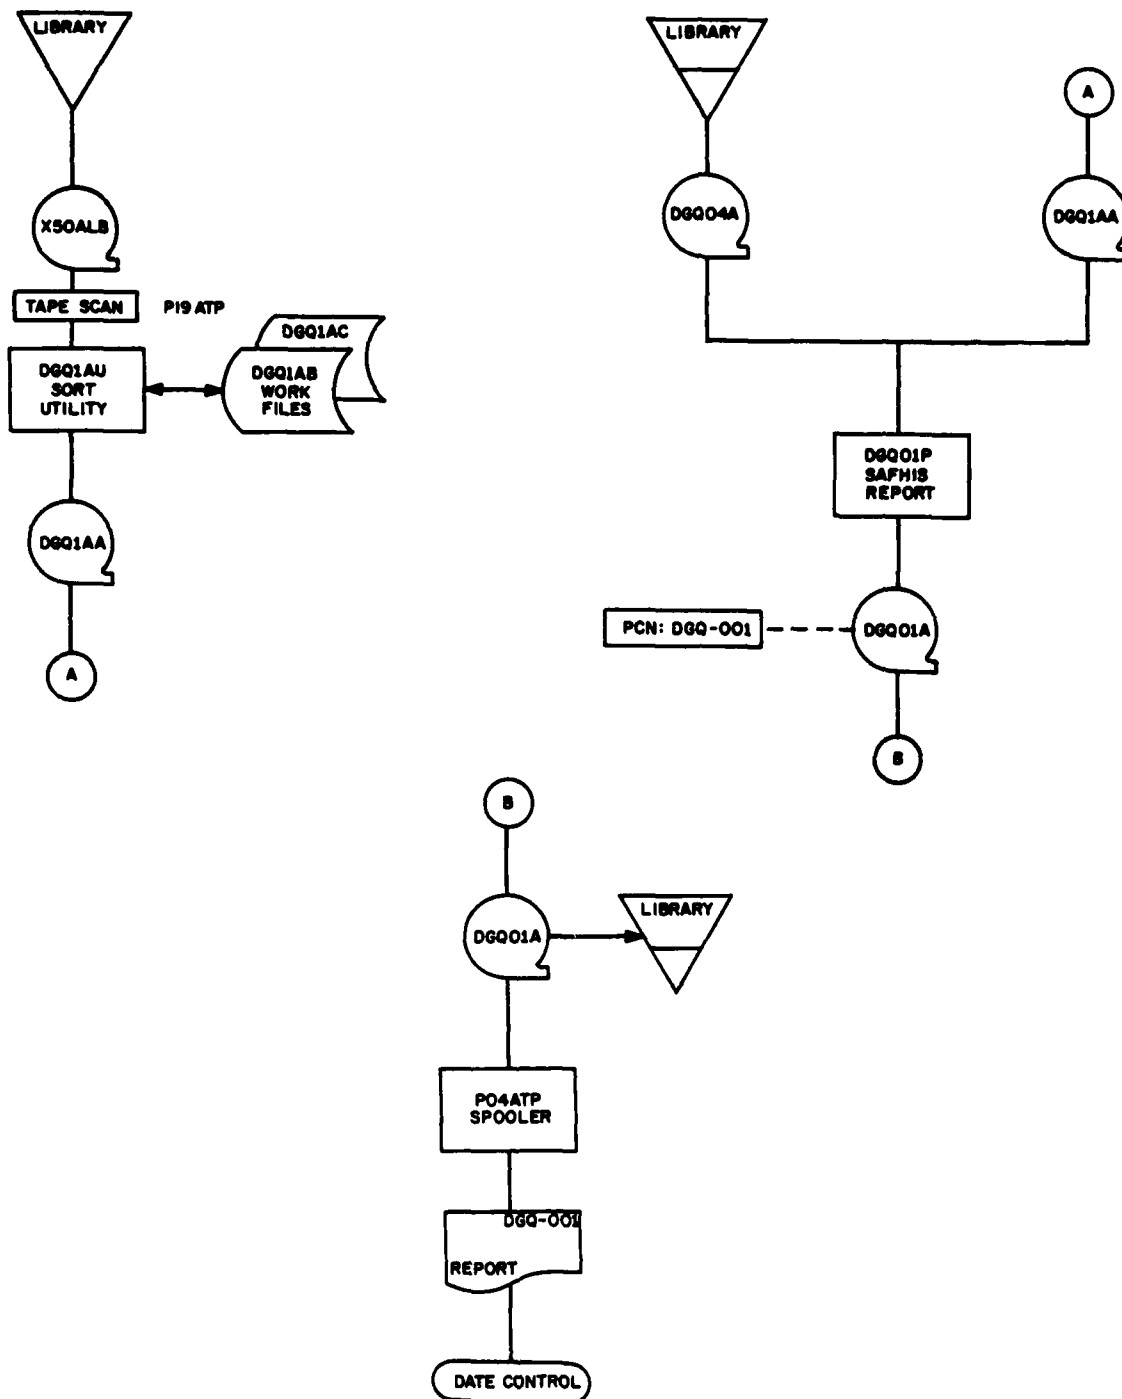 LIBRARY
X50ALB
TAPE SCAN
P19 ATP
DGQ1AU
SORT
UTILITY
DGQ1AC
DGQ1AB
WORK
FILES
DGQ1AA
A
LIBRARY
A
DGQ04A
DGQ1AA
DGQ01P
SAFHIS
REPORT
PCN: DGQ-001
DGQ01A
B
B
DGQ01A
LIBRARY
P04ATP
SPOOLER
DGQ-001
REPORT
DATE CONTROL